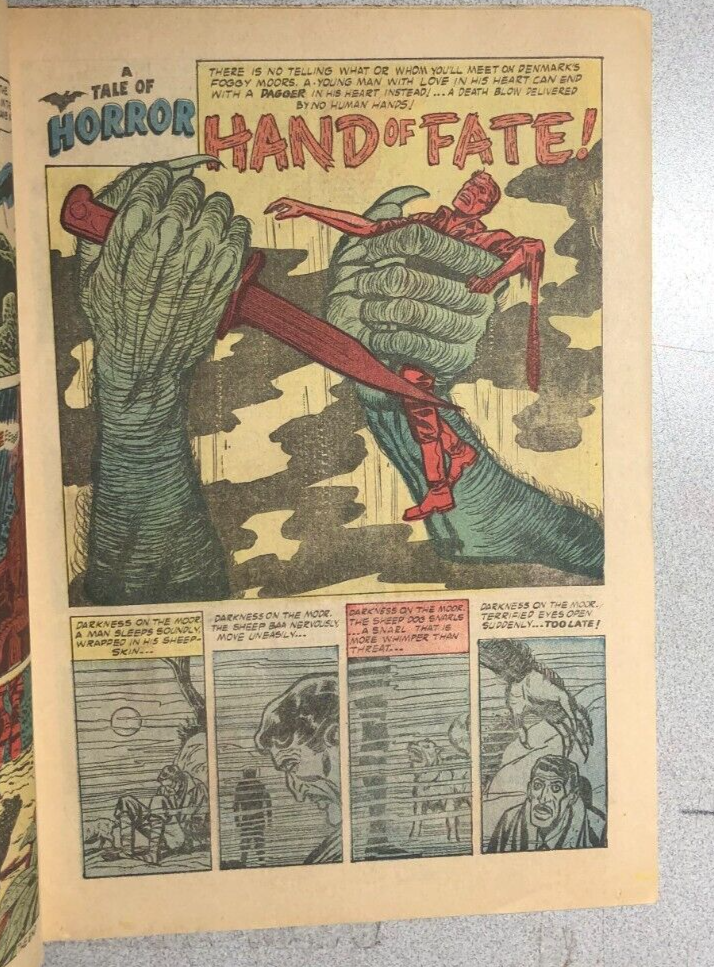 A
TALE OF
HORROR
THERE IS NO TELLING WHAT OR WHOM YOU'LL MEET ON DENMARK'S
FOGGY MOORS. A YOUNG MAN WITH LOVE IN HIS HEART CAN END
WITH A DAGGER IN HIS HEART INSTEAD!...A DEATH BLOW DELIVERED
BY NO HUMAN HANDS!
HAND OF FATE!
DARKNESS ON THE MOOR.
A MAN SLEEPS SOUNDLY,
WRAPPED IN HIS SHEEP-
SKIN...
DARKNESS ON THE MOOR.
THE SHEEP BAA NERVOUSLY,
MOVE UNEASILY...
DARKNESS ON THE MOOR.
THE SHEEP DOG SNARLS
...A SNARL THAT IS
MORE WHIMPER THAN
THREAT...
DARKNESS ON THE MOOR.
TERRIFIED EYES OPEN
SUDDENLY...TOO LATE!